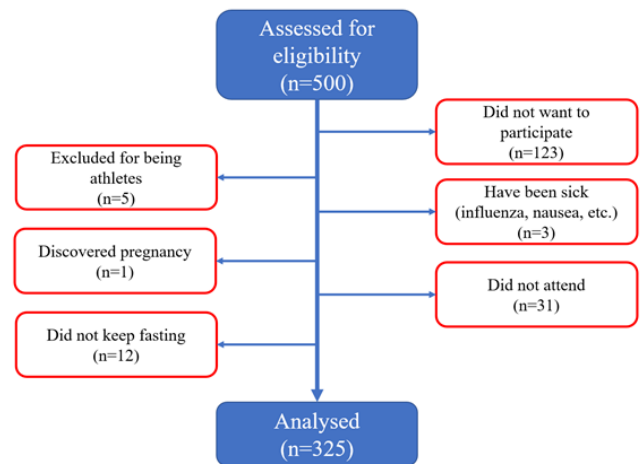 Assessed for
eligibility
(n=500)
Did not want to
participate
(n=123)
Excluded for being
athletes
(n=5)
Have been sick
(influenza, nausea, etc.)
(n=3)
Discovered pregnancy
(n=1)
Did not attend
(n=31)
Did not keep fasting
(n=12)
Analysed
(n=325)